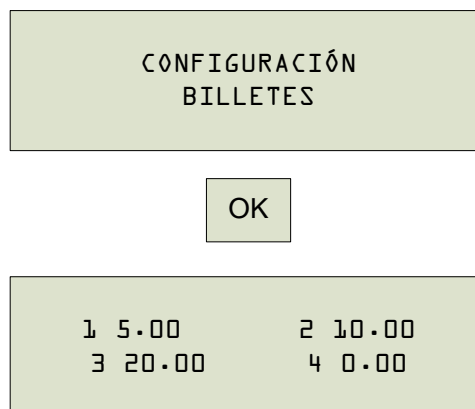 CONFIGURACIÓN
BILLETES
OK
1 5.00 2 10.00
3 20.00 4 0.00